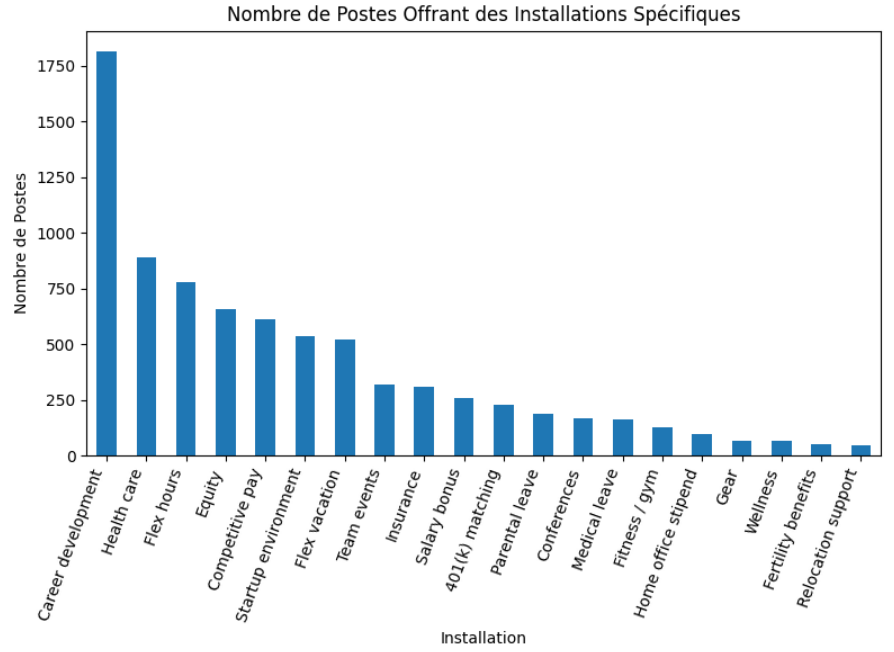 Nombre de Postes Offrant des Installations Spécifiques
Nombre de Postes
1750
1500
1250
1000
750
500
250
0
Career development
Health care
Flex hours
Equity
Competitive pay
Startup environment
Flex vacation
Team events
Insurance
Salary bonus
401(k) matching
Parental leave
Conferences
Medical leave
Fitness / gym
Home office stipend
Gear
Wellness
Fertility benefits
Relocation support
Installation